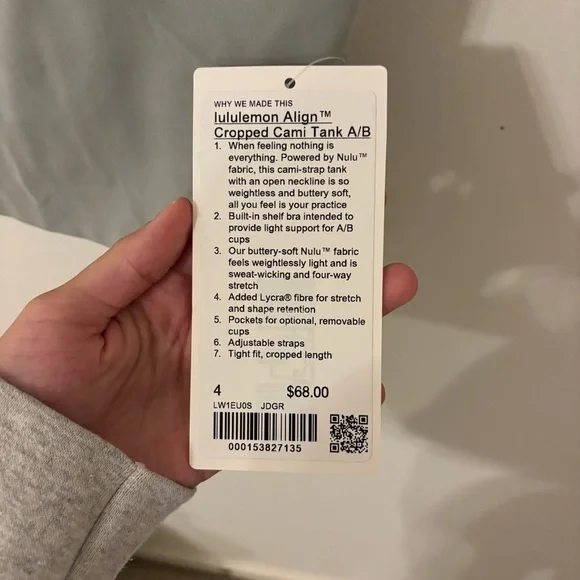 WHY WE MADE THIS
lululemon Align™
Cropped Cami Tank A/B
1. When feeling nothing is
everything. Powered by Nulu™
fabric, this cami-strap tank
with an open neckline is so
weightless and buttery soft,
all you feel is your practice
2. Built-in shelf bra intended to
provide light support for A/B
cups
3. Our buttery-soft Nulu™ fabric
feels weightlessly light and is
sweat-wicking and four-way
stretch
4. Added Lycra® fibre for stretch
and shape retention
5. Pockets for optional, removable
cups
6. Adjustable straps
7. Tight fit, cropped length
4 $68.00
LW1EU0S JDGR
000153827135